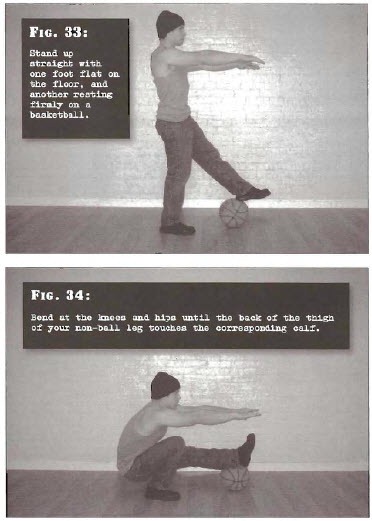 FIG. 33:
Stand up
straight with
one foot flat on
the floor, and
another resting
firmly on a
basketball.
FIG. 34:
Bend at the knees and hips until the back of the thigh
of your non-ball leg touches the corresponding calf.